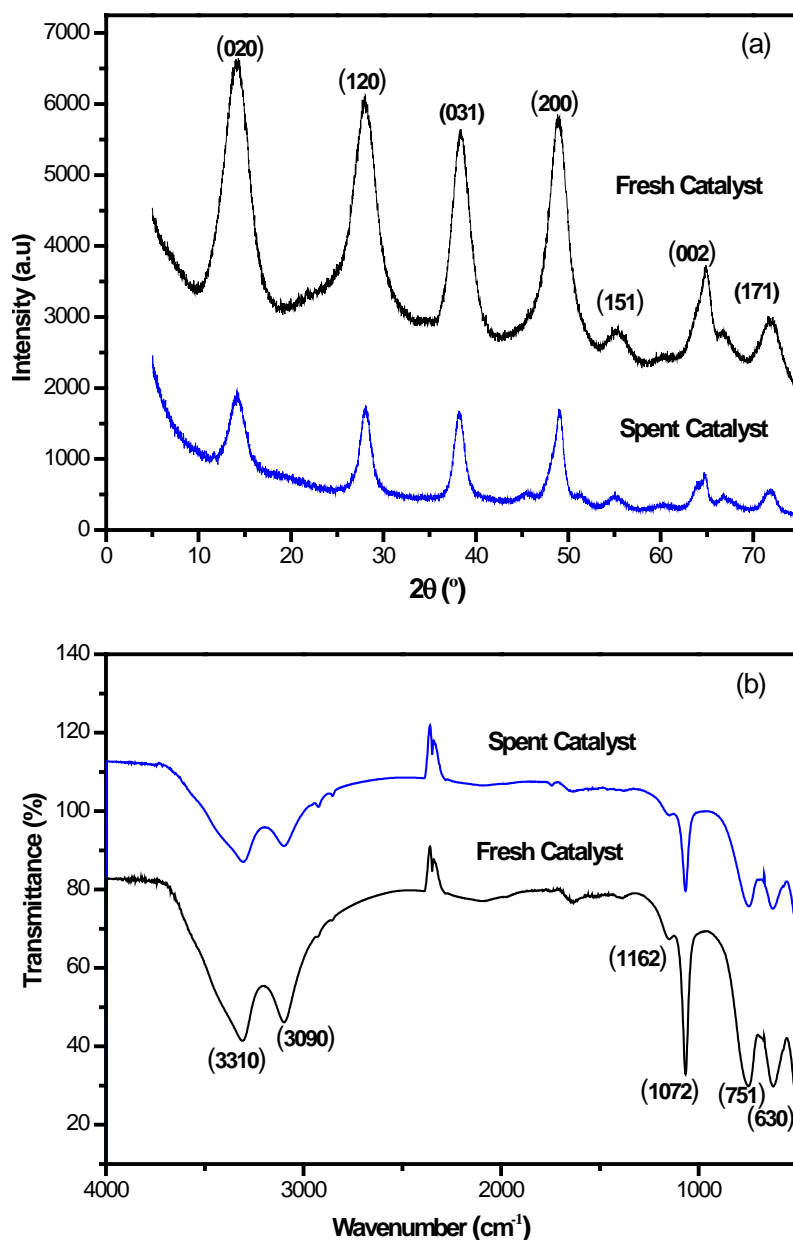 (a)
7000
6000
5000
4000
3000
2000
1000
0
Intensity (a.u)
(020)
(120)
(031)
(200)
Fresh Catalyst
(151)
(002)
(171)
Spent Catalyst
0 10 20 30 40 50 60 70
2θ (º)
(b)
140
120
100
80
60
40
20
Transmittance (%)
Spent Catalyst
Fresh Catalyst
(3310)
(3090)
(1162)
(1072)
(751)
(630)
4000 3000 2000 1000
Wavenumber (cm⁻¹)